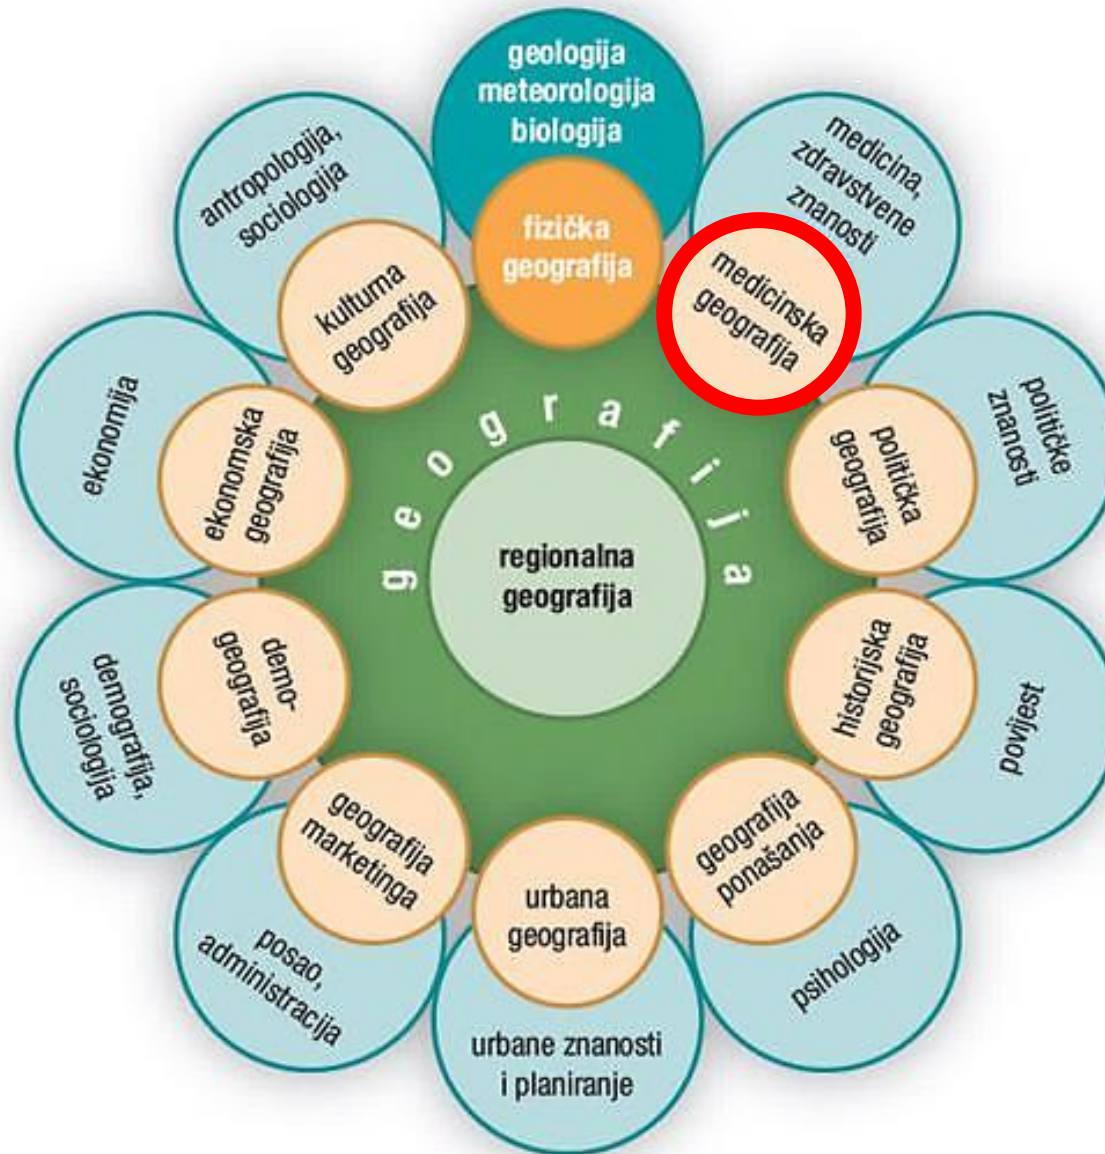 geologija
meteorologija
biologija
fizička
geografija
medicina,
zdravstvene
znanosti
medicinska
geografija
političke
znanosti
politička
geografija
povijest
historijska
geografija
psihologija
geografija
ponašanja
urbana
geografija
urbane znanosti
i planiranje
geografija
marketinga
posao,
administracija
demo-
geografija
demografija,
sociologija
ekonomska
geografija
ekonomija
kulturna
geografija
antropologija,
sociologija
geografija
regionalna
geografija